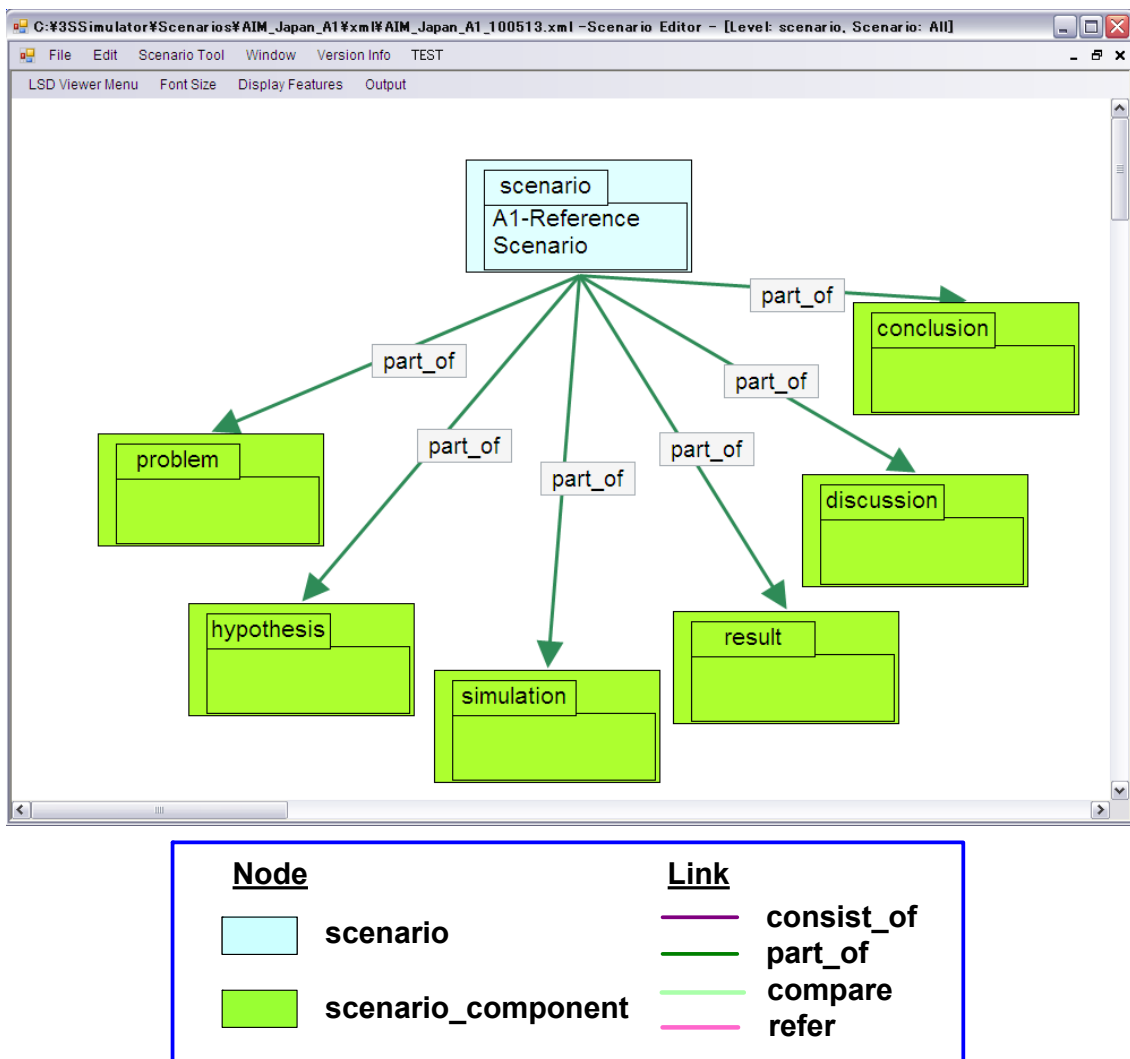 C:¥3SSimulator¥Scenarios¥AIM_Japan_A1¥xml¥AIM_Japan_A1_100513.xml -Scenario Editor - [Level: scenario, Scenario: All]
File Edit Scenario Tool Window Version Info TEST
LSD Viewer Menu Font Size Display Features Output
scenario
A1-Reference
Scenario
part_of
conclusion
part_of
part_of
problem
part_of
part_of
part_of
discussion
hypothesis
result
simulation
Node
Link
scenario
consist_of
part_of
scenario_component
compare
refer